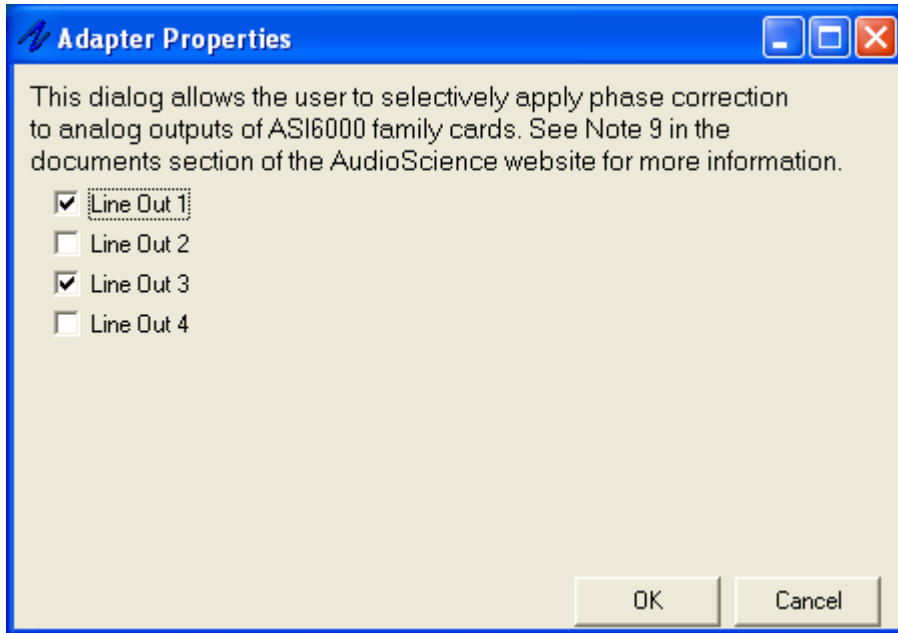 Adapter Properties
This dialog allows the user to selectively apply phase correction
to analog outputs of ASI6000 family cards. See Note 9 in the
documents section of the AudioScience website for more information.
Line Out 1
Line Out 2
Line Out 3
Line Out 4
OK
Cancel